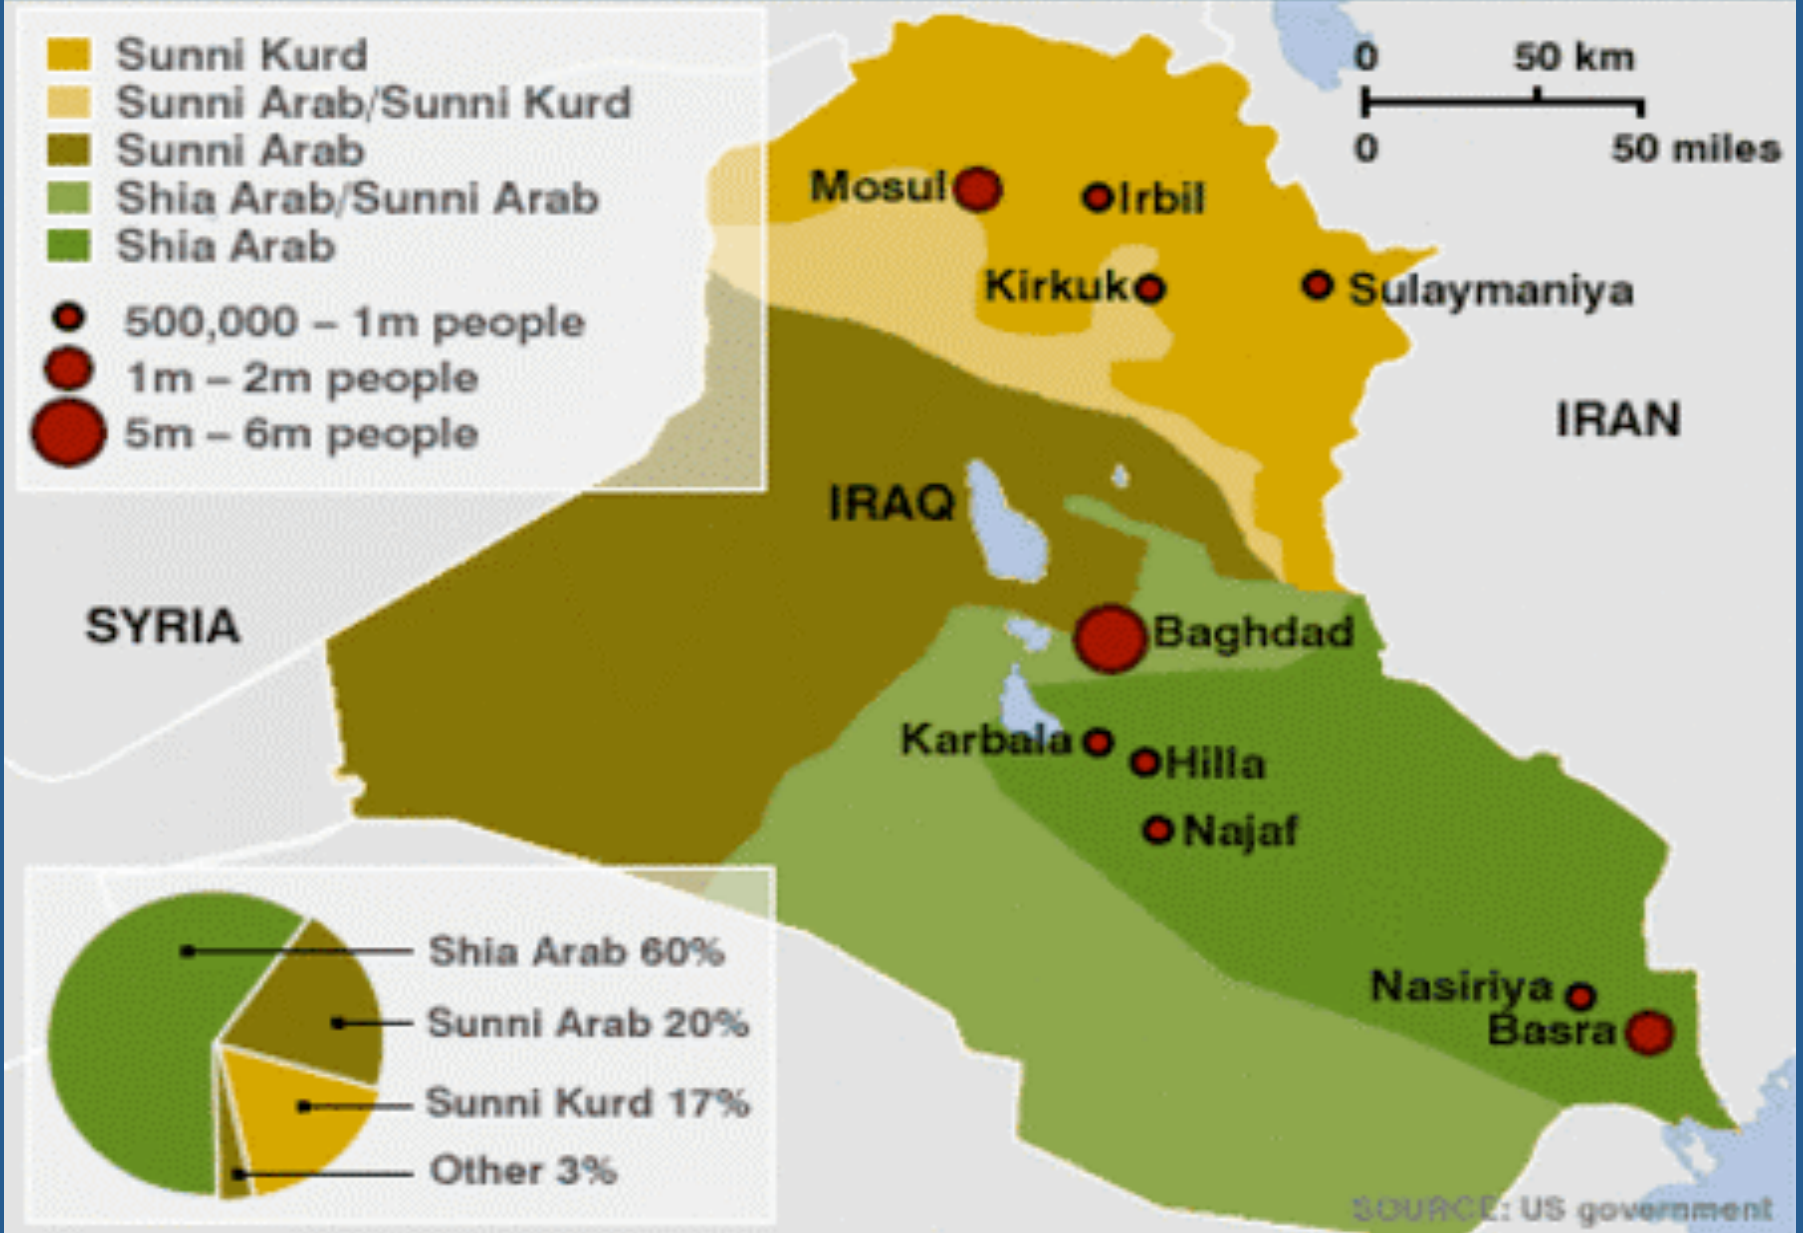 Sunni Kurd
Sunni Arab/Sunni Kurd
Sunni Arab
Shia Arab/Sunni Arab
Shia Arab
500,000 – 1m people
1m – 2m people
5m – 6m people
0 50 km
0 50 miles
Mosul
Irbil
Kirkuk
Sulaymaniya
IRAN
IRAQ
SYRIA
Baghdad
Karbala
Hilla
Najaf
Nasiriya
Basra
Shia Arab 60%
Sunni Arab 20%
Sunni Kurd 17%
Other 3%
SOURCE: US government